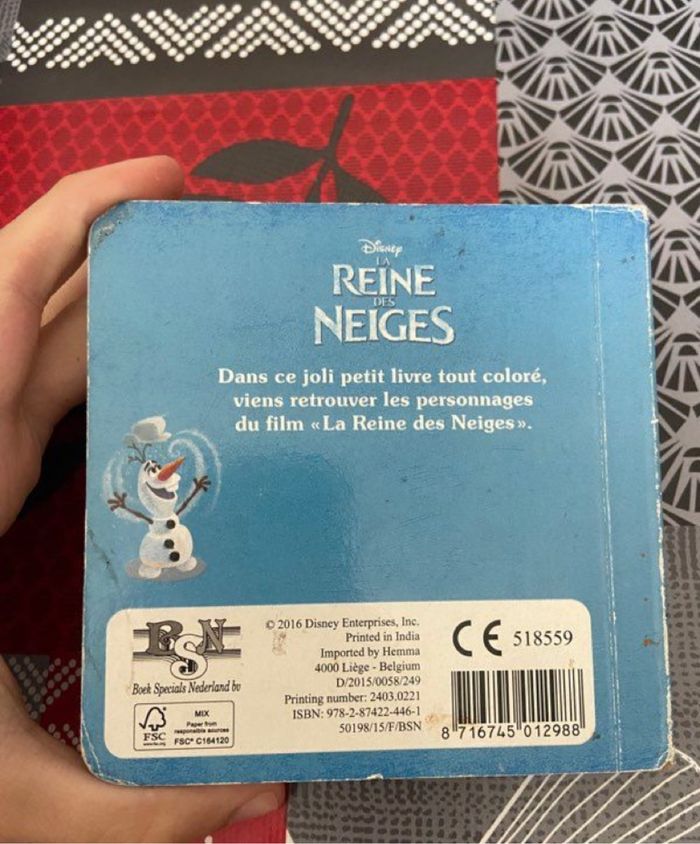 Disney
LA
REINE
DES
NEIGES
Dans ce joli petit livre tout coloré,
viens retrouver les personnages
du film «La Reine des Neiges».
BSN
Boek Specials Nederland bv
FSC
www.fsc.org
MIX
Paper from
responsible sources
FSC® C164120
© 2016 Disney Enterprises, Inc.
Printed in India
Imported by Hemma
4000 Liège - Belgium
D/2015/0058/249
Printing number: 2403.0221
ISBN: 978-2-87422-446-1
50198/15/F/BSN
CE 518559
8 716745 012988